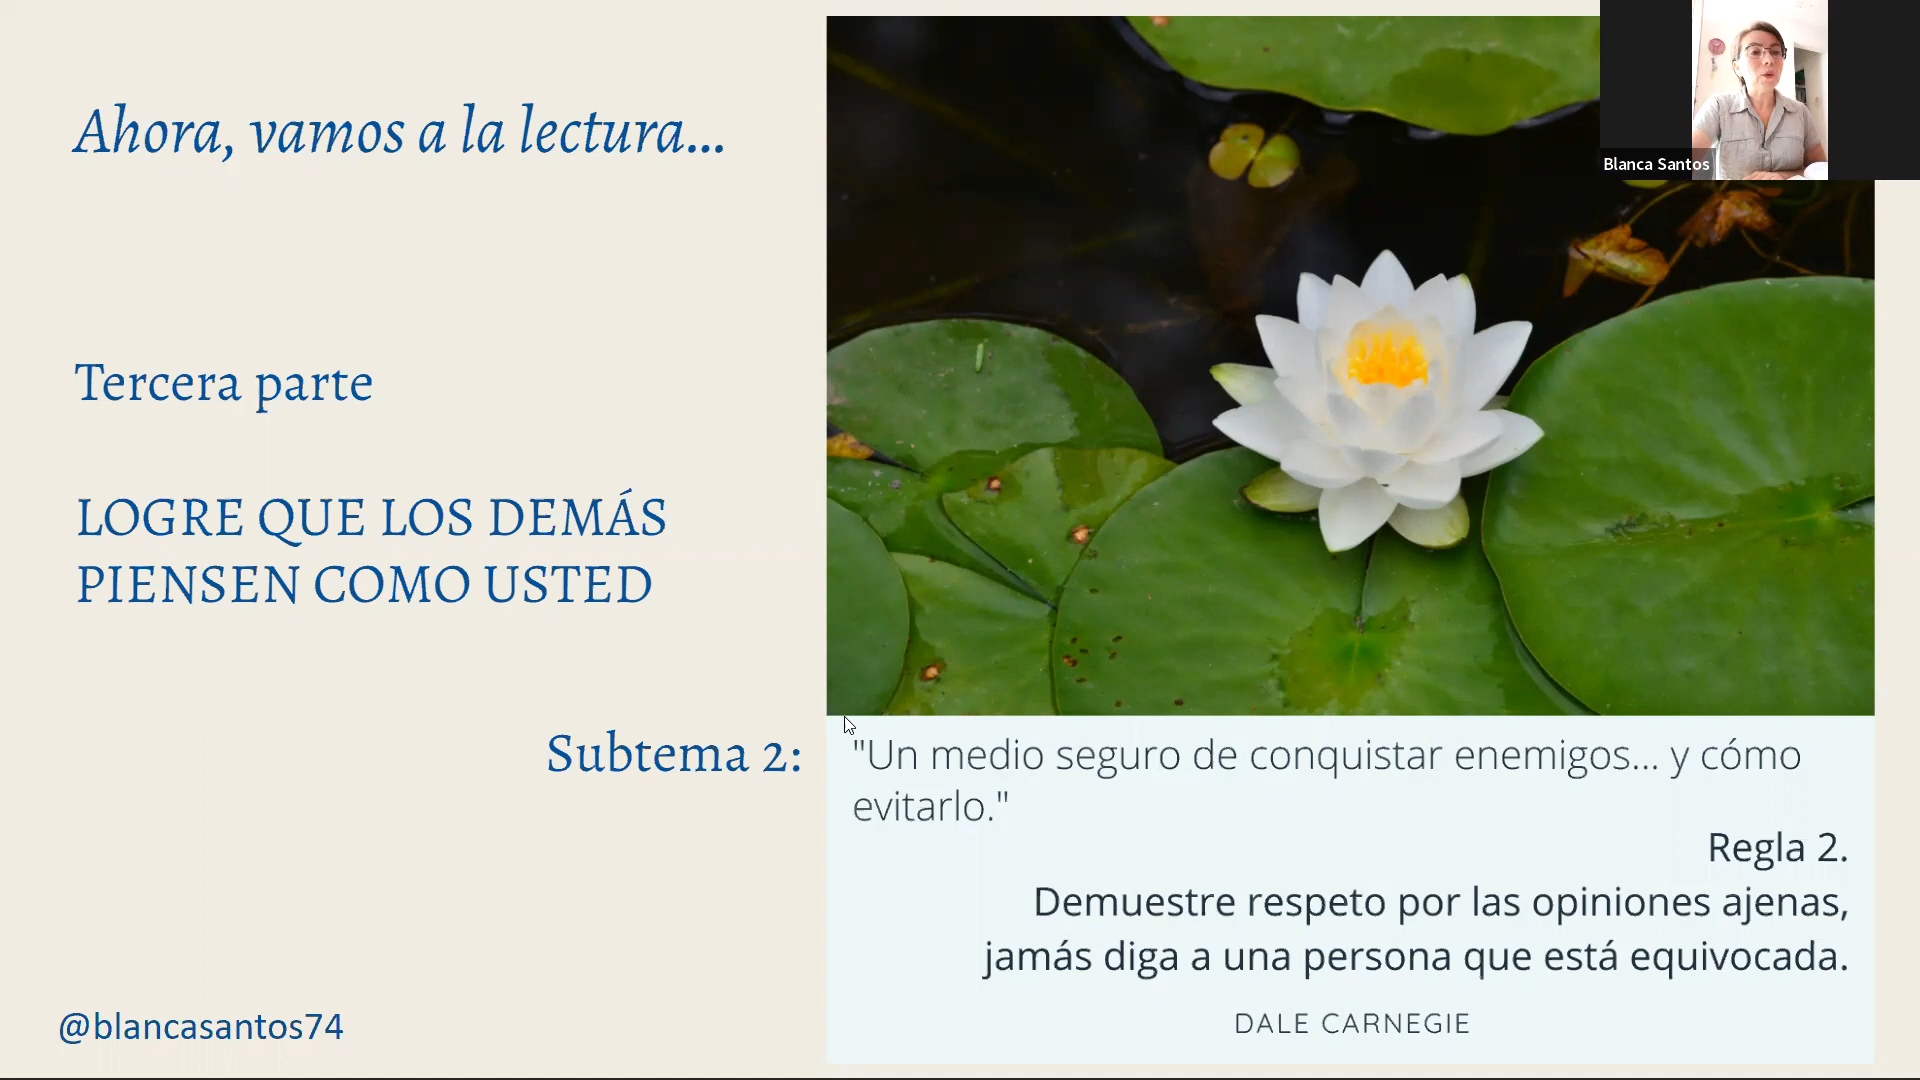 Ahora, vamos a la lectura...
Blanca Santos
Tercera parte
LOGRE QUE LOS DEMÁS
PIENSEN COMO USTED
Subtema 2:
"Un medio seguro de conquistar enemigos... y cómo
evitarlo."
Regla 2.
Demuestre respeto por las opiniones ajenas,
jamás diga a una persona que está equivocada.
DALE CARNEGIE
@blancasantos74